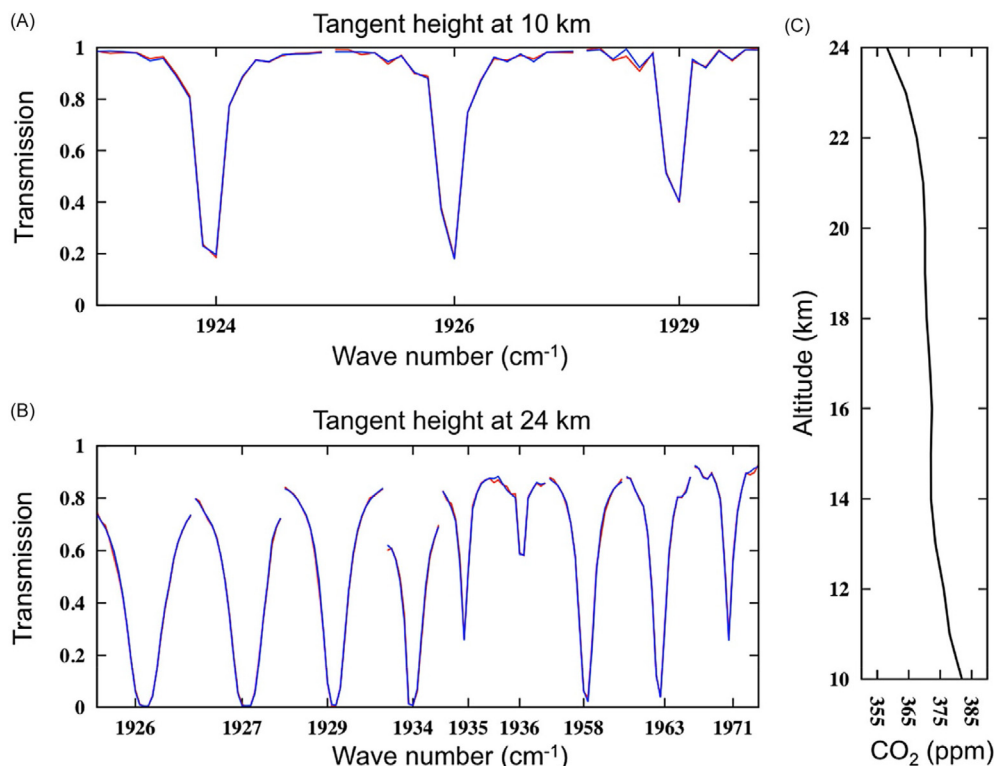 (A)
Tangent height at 10 km
1
0.8
0.6
0.4
0.2
0
Transmission
1924 1926 1929
Wave number (cm-1)
(B)
Tangent height at 24 km
1
0.8
0.6
0.4
0.2
0
Transmission
1926 1927 1929 1934 1935 1936 1958 1963 1971
Wave number (cm-1)
(C)
24
22
20
18
16
14
12
10
Altitude (km)
355 365 375 385
CO2 (ppm)